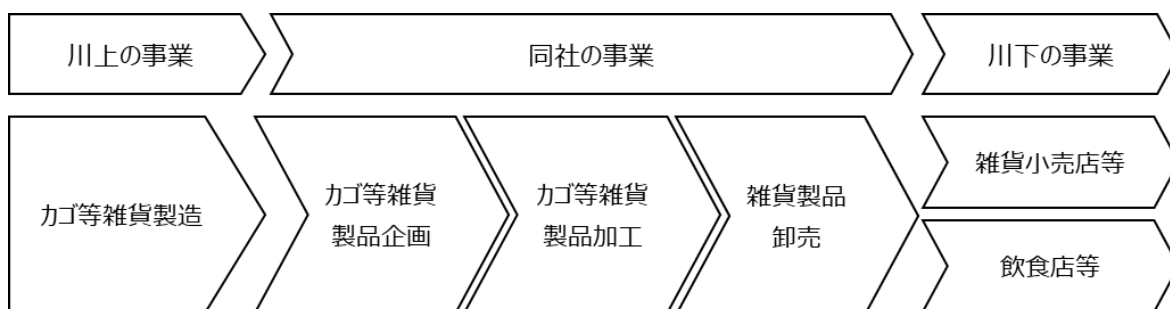 川上の事業
同社の事業
川下の事業
カゴ等雑貨製造
カゴ等雑貨
製品企画
カゴ等雑貨
製品加工
雑貨製品
卸売
雑貨小売店等
飲食店等